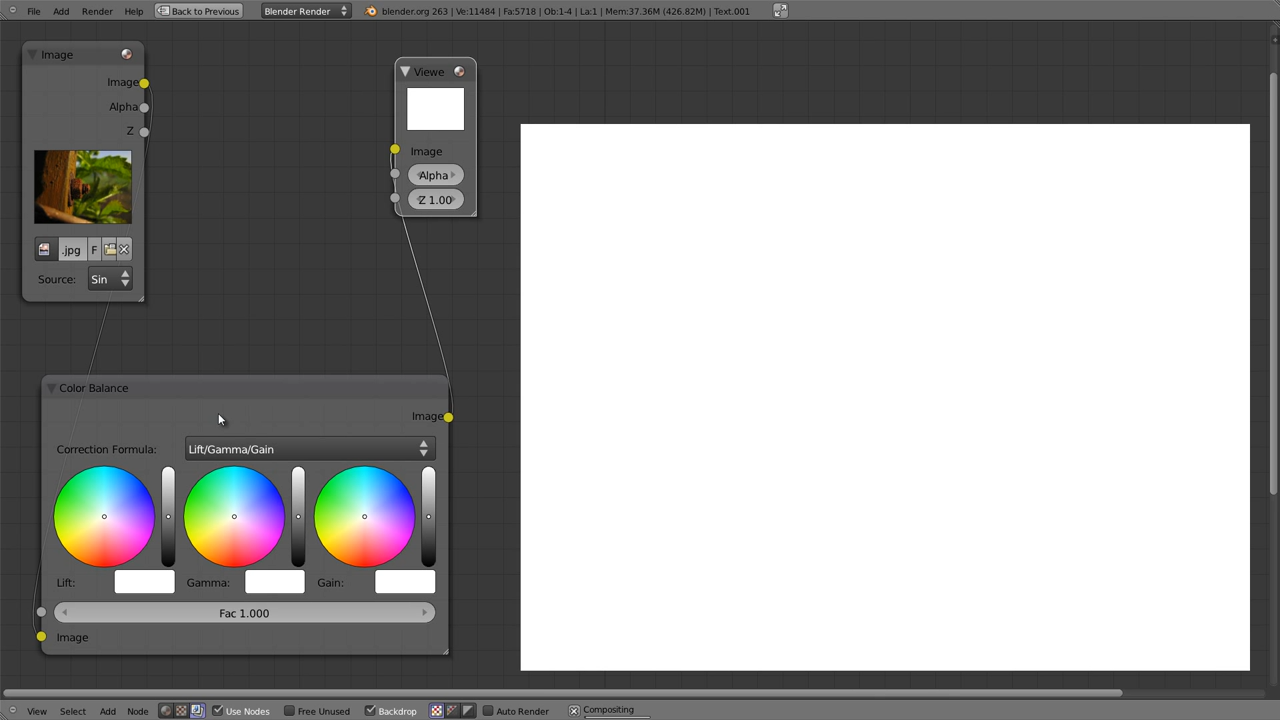 File Add Render Help Back to Previous Blender Render blender.org 263 | Ve:11484 | Fa:5718 | Ob:1-4 | La:1 | Mem:37.36M (426.82M) | Text.001
Image
Image
Alpha
Z
.jpg F
Source: Sin
Viewe
Image
Alpha
Z 1.00
Color Balance
Image
Correction Formula: Lift/Gamma/Gain
Lift: Gamma: Gain:
Fac 1.000
Image
View Select Add Node Use Nodes Free Unused Backdrop Auto Render Compositing